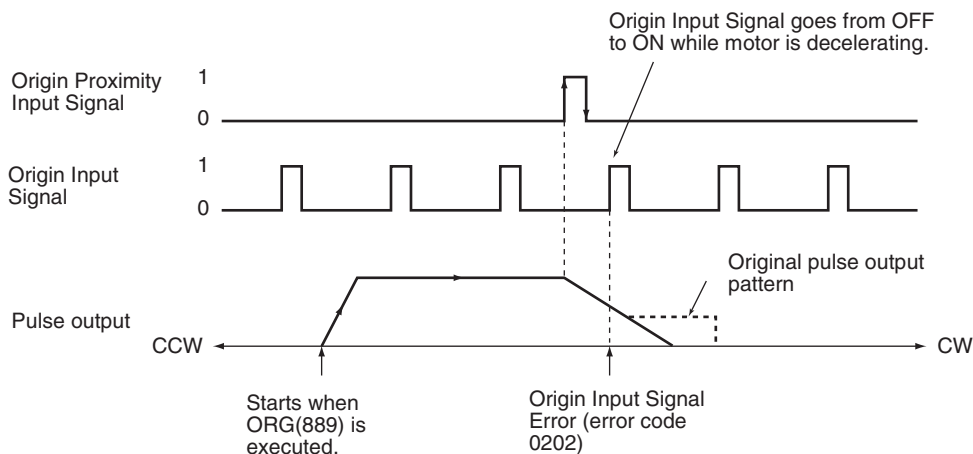 Origin Input Signal goes from OFF
to ON while motor is decelerating.
Origin Proximity
Input Signal
1
0
Origin Input
Signal
1
0
Original pulse output
pattern
Pulse output
CCW
CW
Starts when
ORG(889) is
executed.
Origin Input Signal
Error (error code
0202)